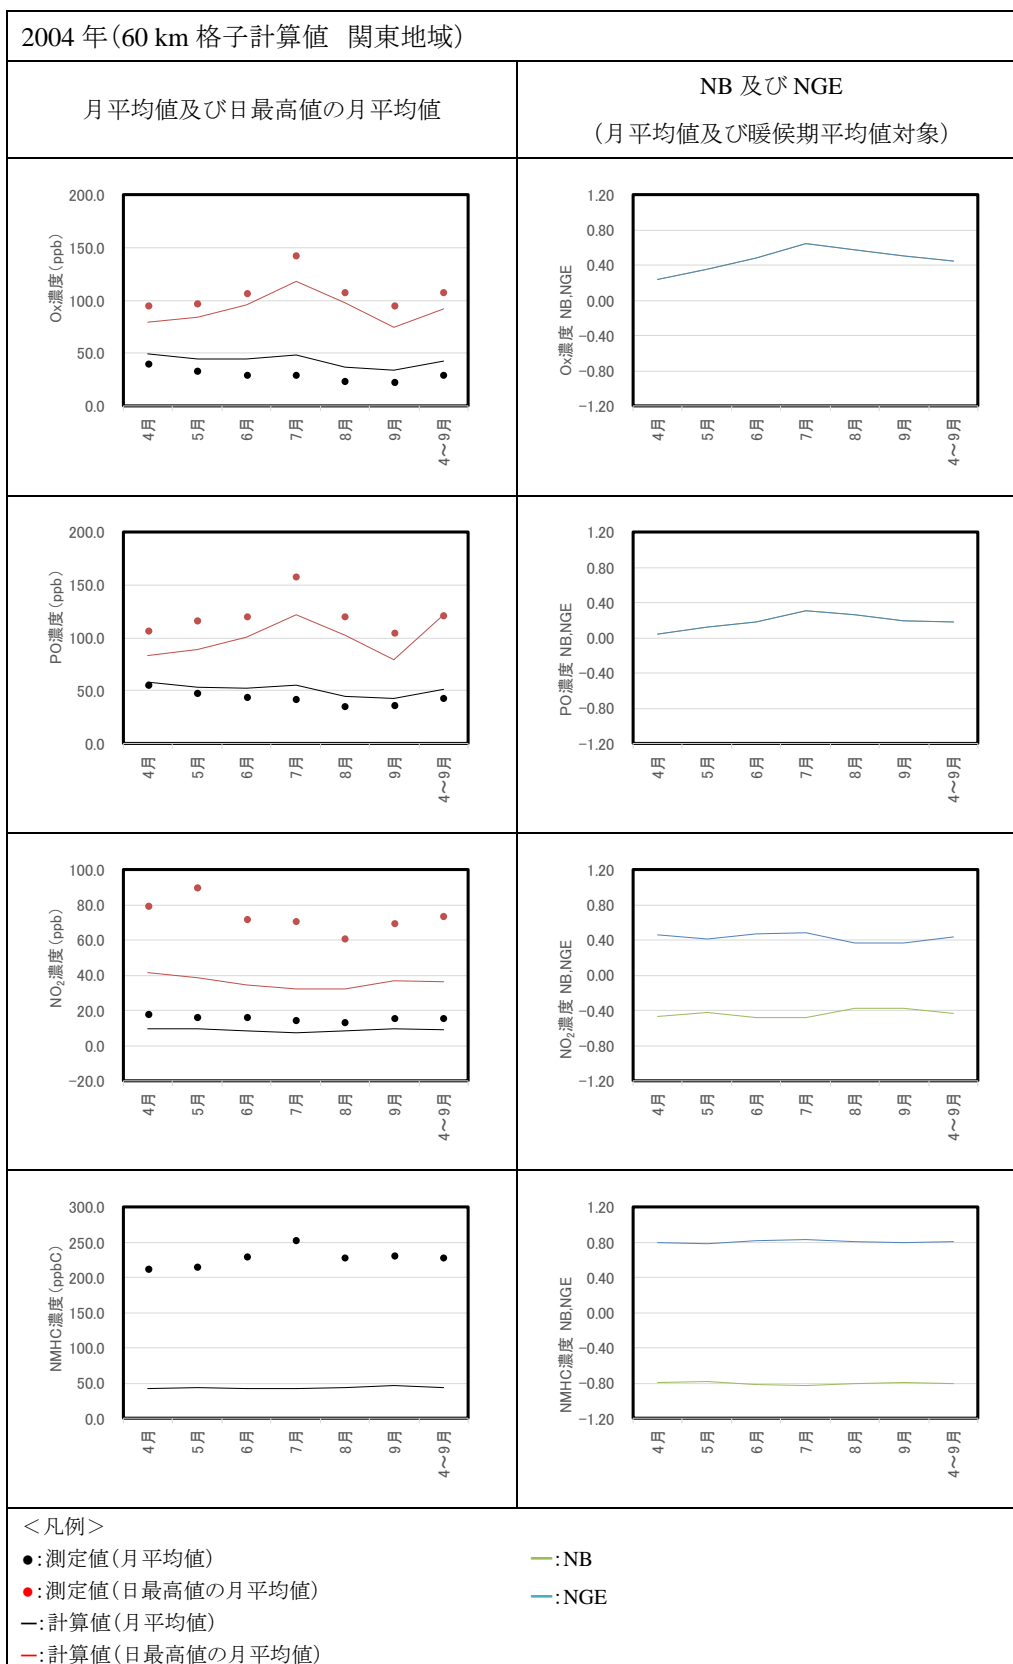 2004 年（60 km 格子計算値　関東地域）
月平均値及び日最高値の月平均値
NB 及び NGE
（月平均値及び暖候期平均値対象）
Ox濃度（ppb）
200.0
150.0
100.0
50.0
0.0
4月
5月
6月
7月
8月
9月
4～9月
Ox濃度 NB,NGE
1.20
0.80
0.40
0.00
−0.40
−0.80
−1.20
4月
5月
6月
7月
8月
9月
4～9月
PO濃度（ppb）
200.0
150.0
100.0
50.0
0.0
4月
5月
6月
7月
8月
9月
4～9月
PO濃度 NB,NGE
1.20
0.80
0.40
0.00
−0.40
−0.80
−1.20
4月
5月
6月
7月
8月
9月
4～9月
NO₂濃度（ppb）
100.0
80.0
60.0
40.0
20.0
0.0
−20.0
4月
5月
6月
7月
8月
9月
4～9月
NO₂濃度 NB,NGE
1.20
0.80
0.40
0.00
−0.40
−0.80
−1.20
4月
5月
6月
7月
8月
9月
4～9月
NMHC濃度（ppbC）
300.0
250.0
200.0
150.0
100.0
50.0
0.0
4月
5月
6月
7月
8月
9月
4～9月
NMHC濃度 NB,NGE
1.20
0.80
0.40
0.00
−0.40
−0.80
−1.20
4月
5月
6月
7月
8月
9月
4～9月
＜凡例＞
●：測定値（月平均値）
●：測定値（日最高値の月平均値）
―：計算値（月平均値）
―：計算値（日最高値の月平均値）
―：NB
―：NGE